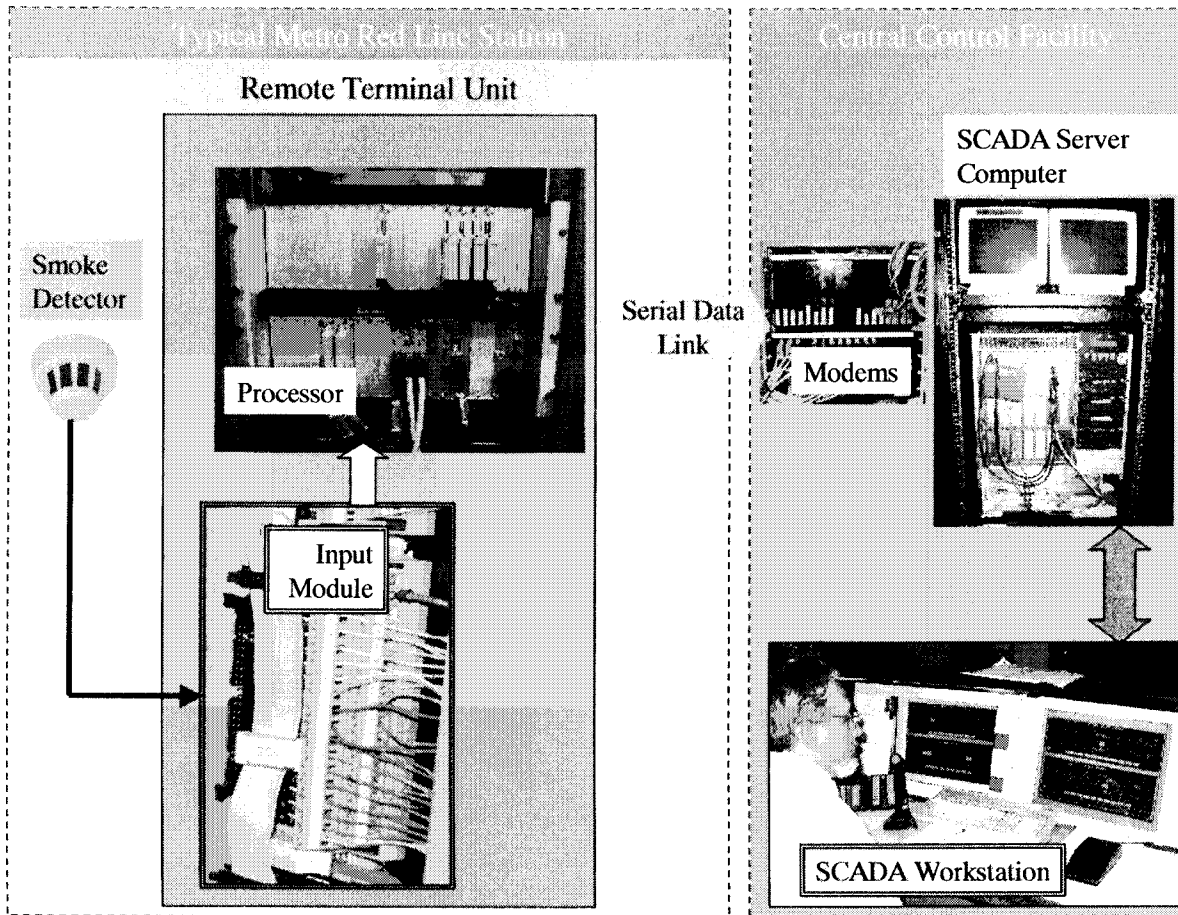 Typical Metro Red Line Station
Central Control Facility
Remote Terminal Unit
SCADA Server
Computer
Smoke
Detector
Serial Data
Link
Modems
Processor
Input
Module
SCADA Workstation